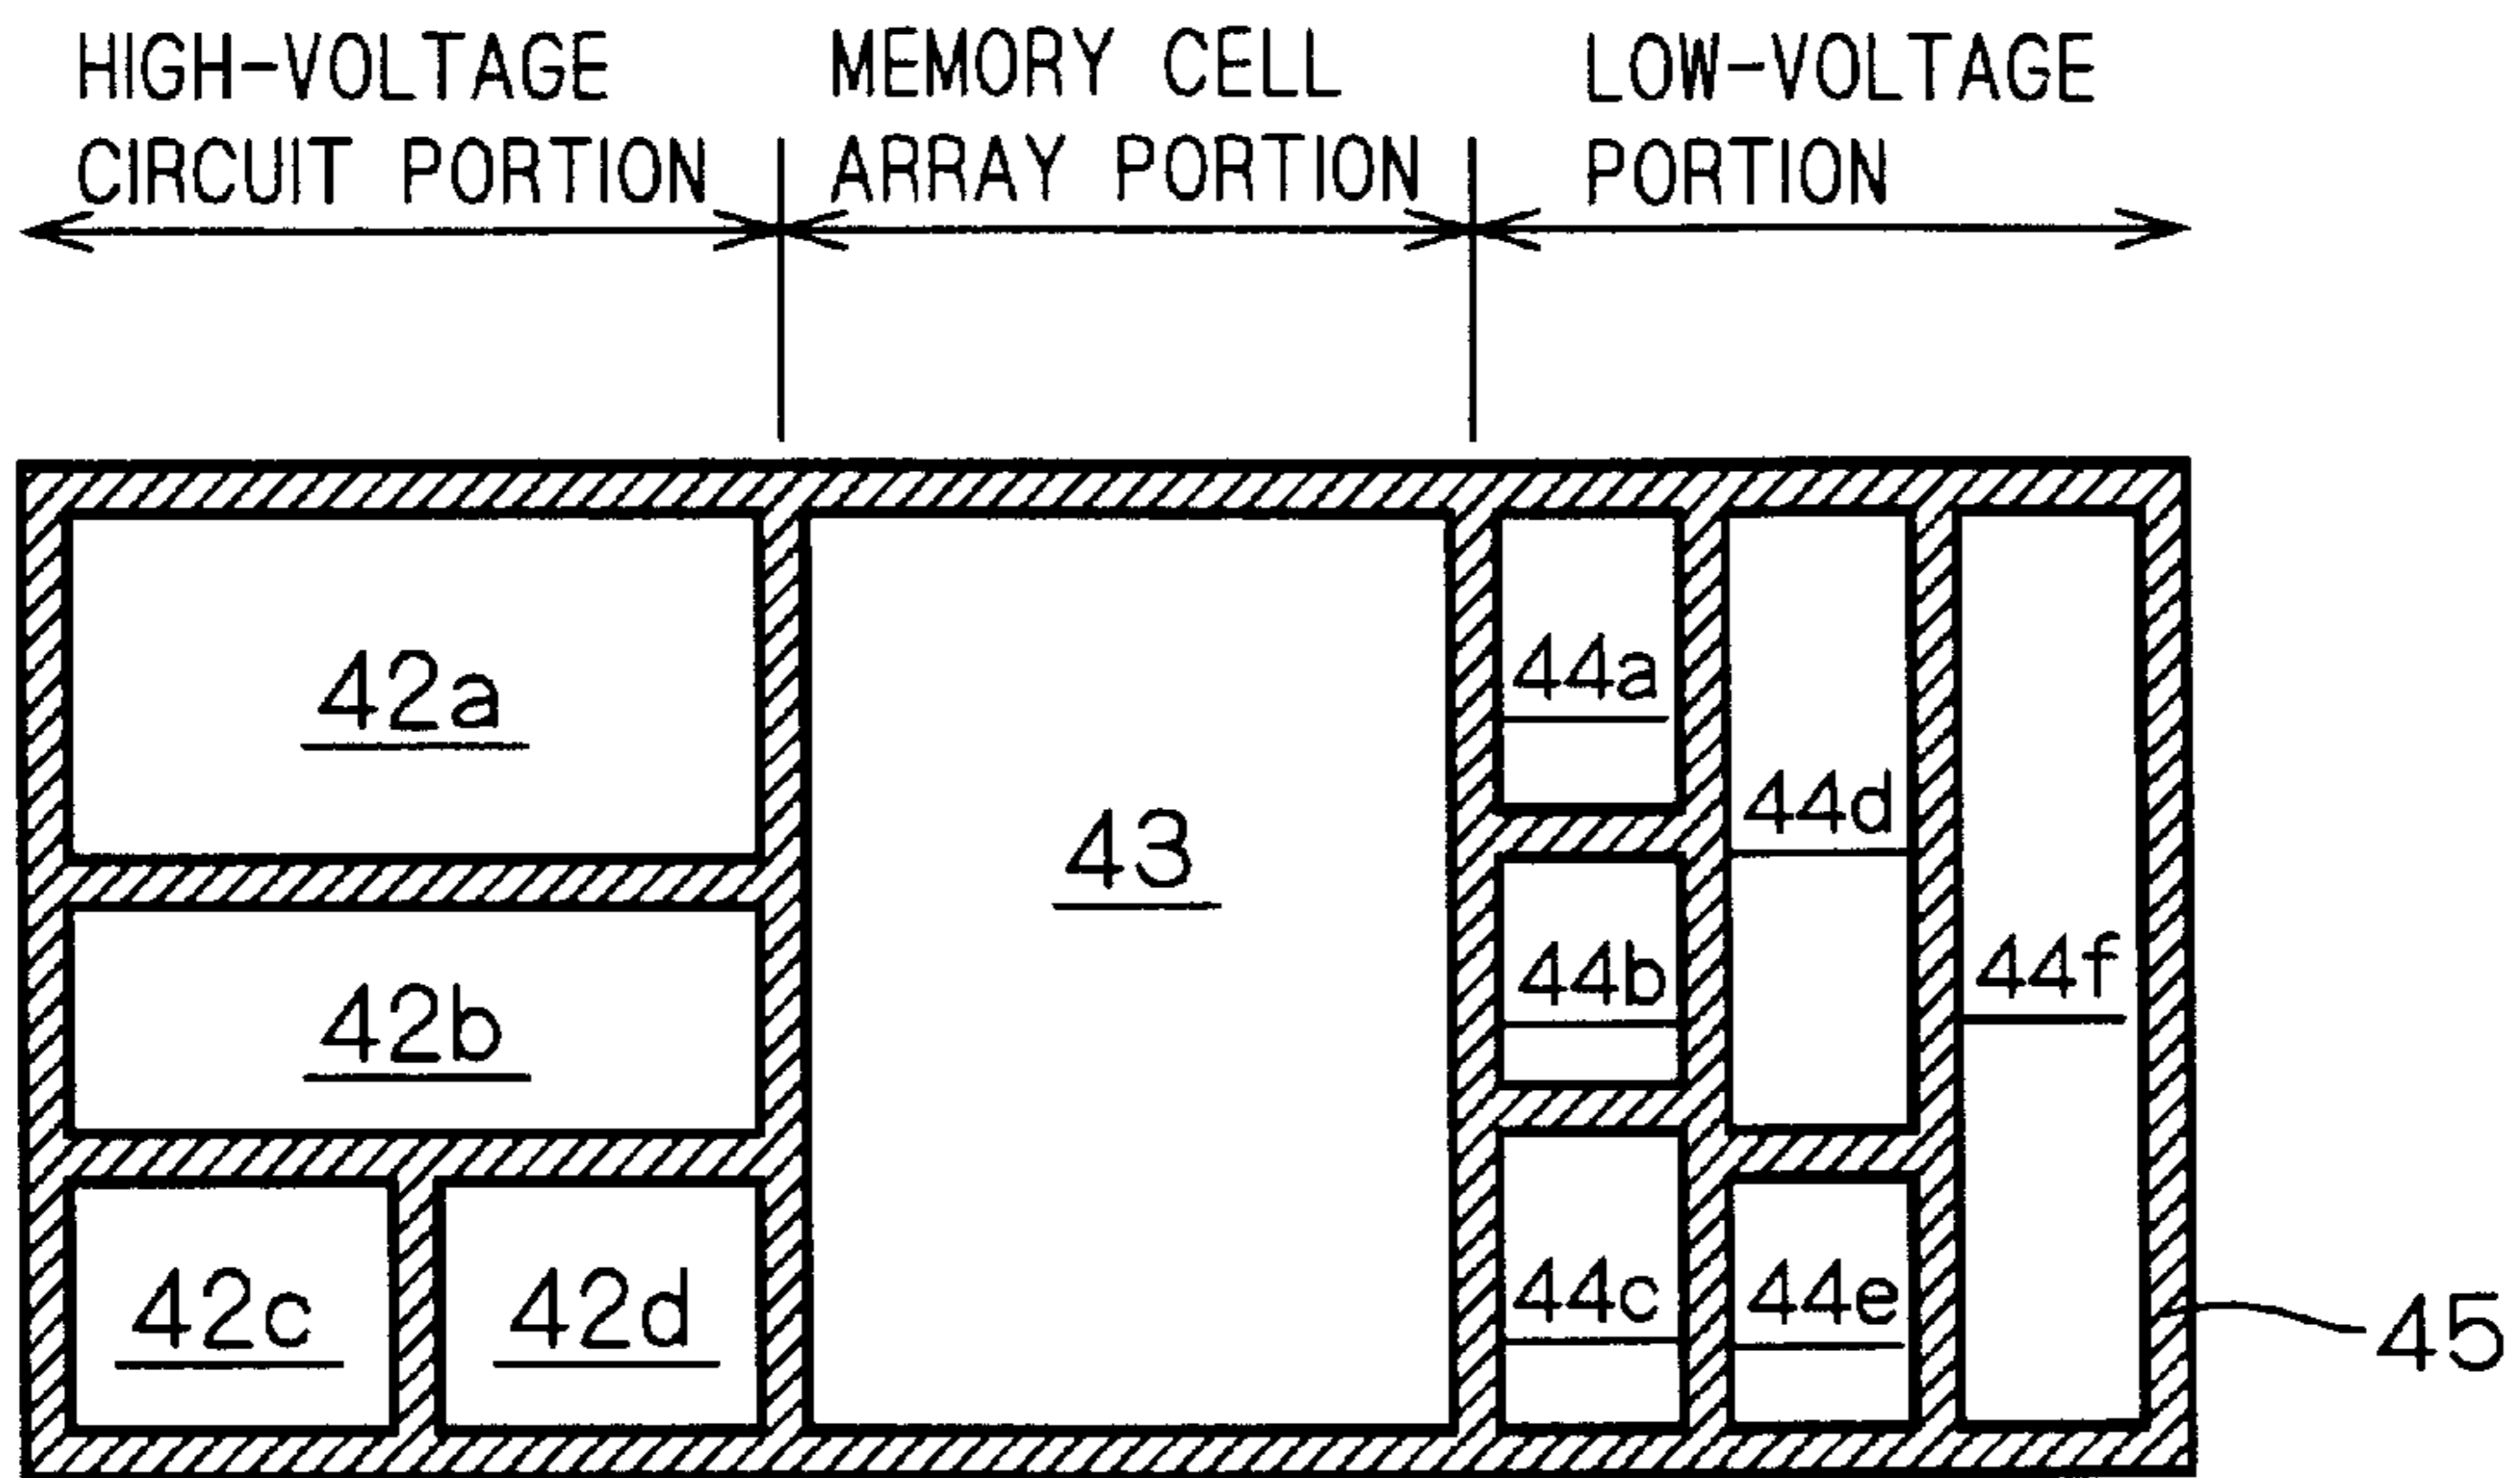 HIGH-VOLTAGE
CIRCUIT PORTION
MEMORY CELL
ARRAY PORTION
LOW-VOLTAGE
PORTION
42a
42b
42c
42d
43
44a
44b
44c
44d
44e
44f
45